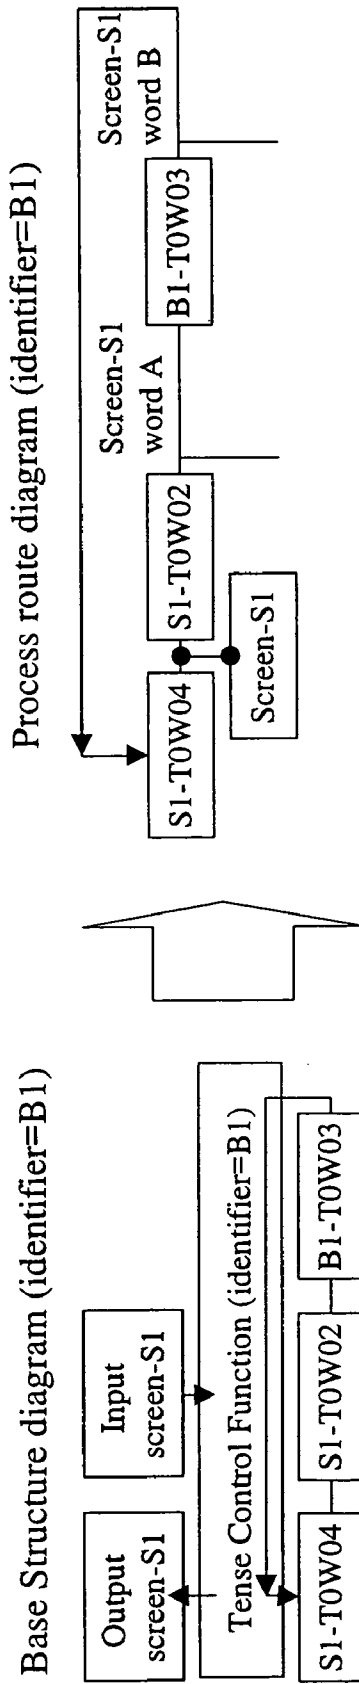 Base Structure diagram (identifier=B1)
Output
screen-S1
Input
screen-S1
Tense Control Function (identifier=B1)
S1-T0W04
S1-T0W02
B1-T0W03
Process route diagram (identifier=B1)
S1-T0W04
S1-T0W02
Screen-S1
word A
B1-T0W03
Screen-S1
word B
Screen-S1